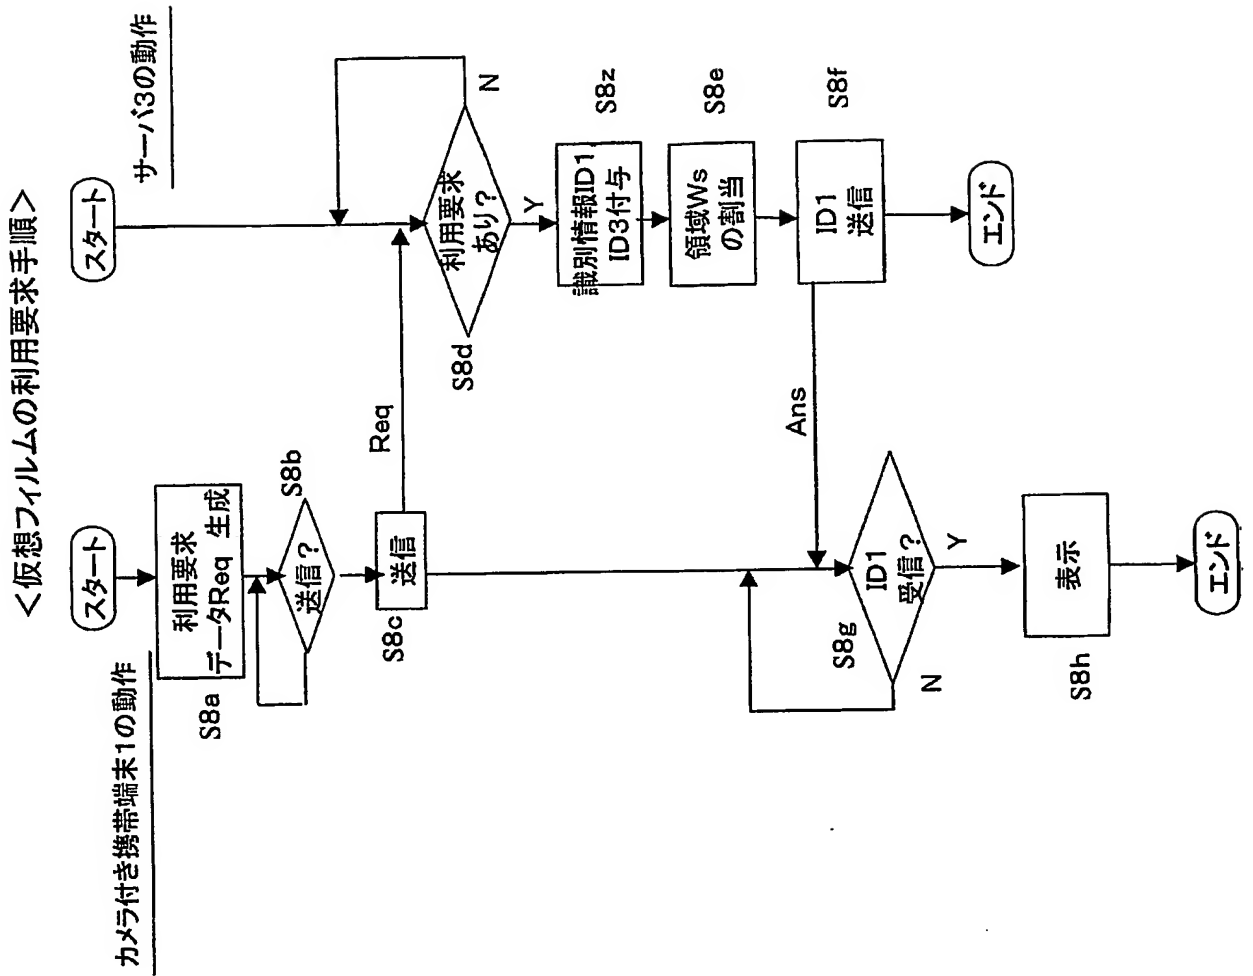 <仮想フィルムの利用要求手順>
カメラ付き携帯端末1の動作
スタート
利用要求
データReq 生成
S8a
送信?
S8b
送信
S8c
Req
ID1
受信?
S8g
N
Y
表示
S8h
エンド
サーバ3の動作
スタート
利用要求
あり?
S8d
N
Y
識別情報ID1,
ID3付与
S8z
領域Ws
の割当
S8e
ID1
送信
S8f
Ans
エンド